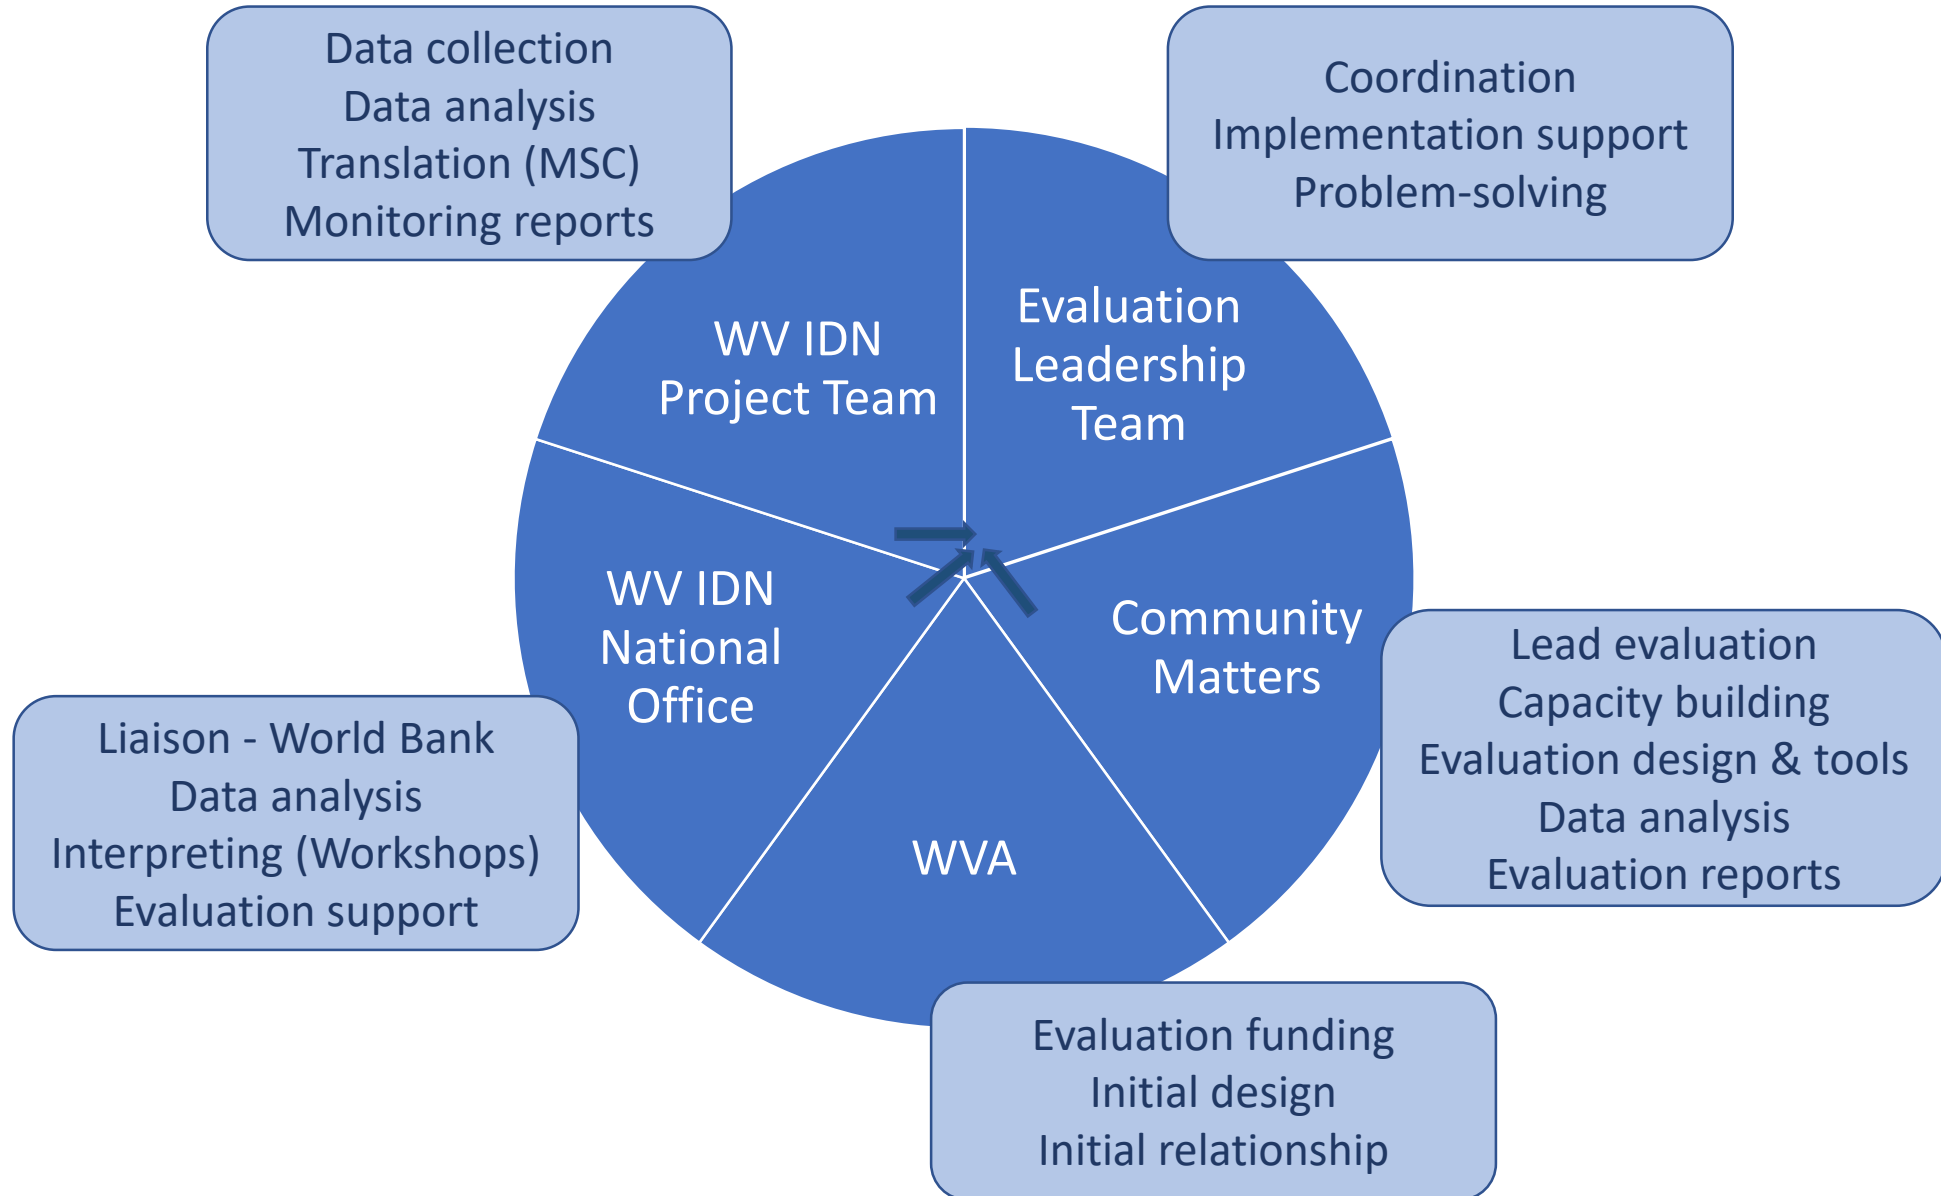 Data collection
Data analysis
Translation (MSC)
Monitoring reports
Coordination
Implementation support
Problem-solving
WV IDN
Project Team
Evaluation
Leadership
Team
WV IDN
National
Office
Community
Matters
WVA
Liaison - World Bank
Data analysis
Interpreting (Workshops)
Evaluation support
Lead evaluation
Capacity building
Evaluation design & tools
Data analysis
Evaluation reports
Evaluation funding
Initial design
Initial relationship